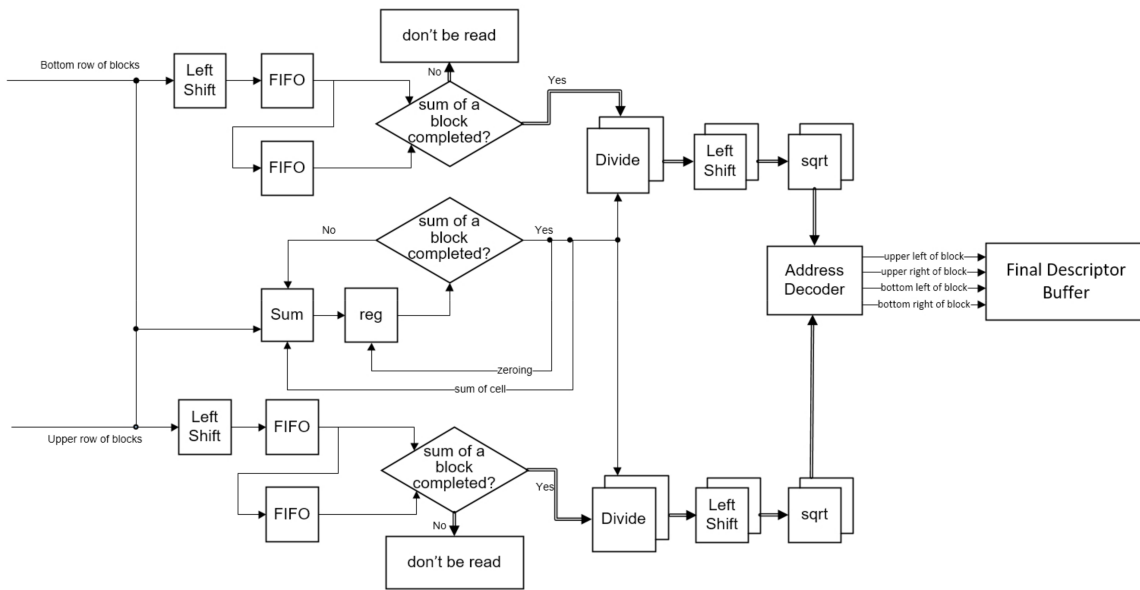 don't be read
Bottom row of blocks
Left
Shift
FIFO
No
Yes
sum of a
block
completed?
FIFO
Divide
Left
Shift
sqrt
No
sum of a
block
completed?
Yes
Sum
reg
zeroing
sum of cell
Address
Decoder
upper left of block
upper right of block
bottom left of block
bottom right of block
Final Descriptor
Buffer
Upper row of blocks
Left
Shift
FIFO
sum of a
block
completed?
Yes
FIFO
No
don't be read
Divide
Left
Shift
sqrt